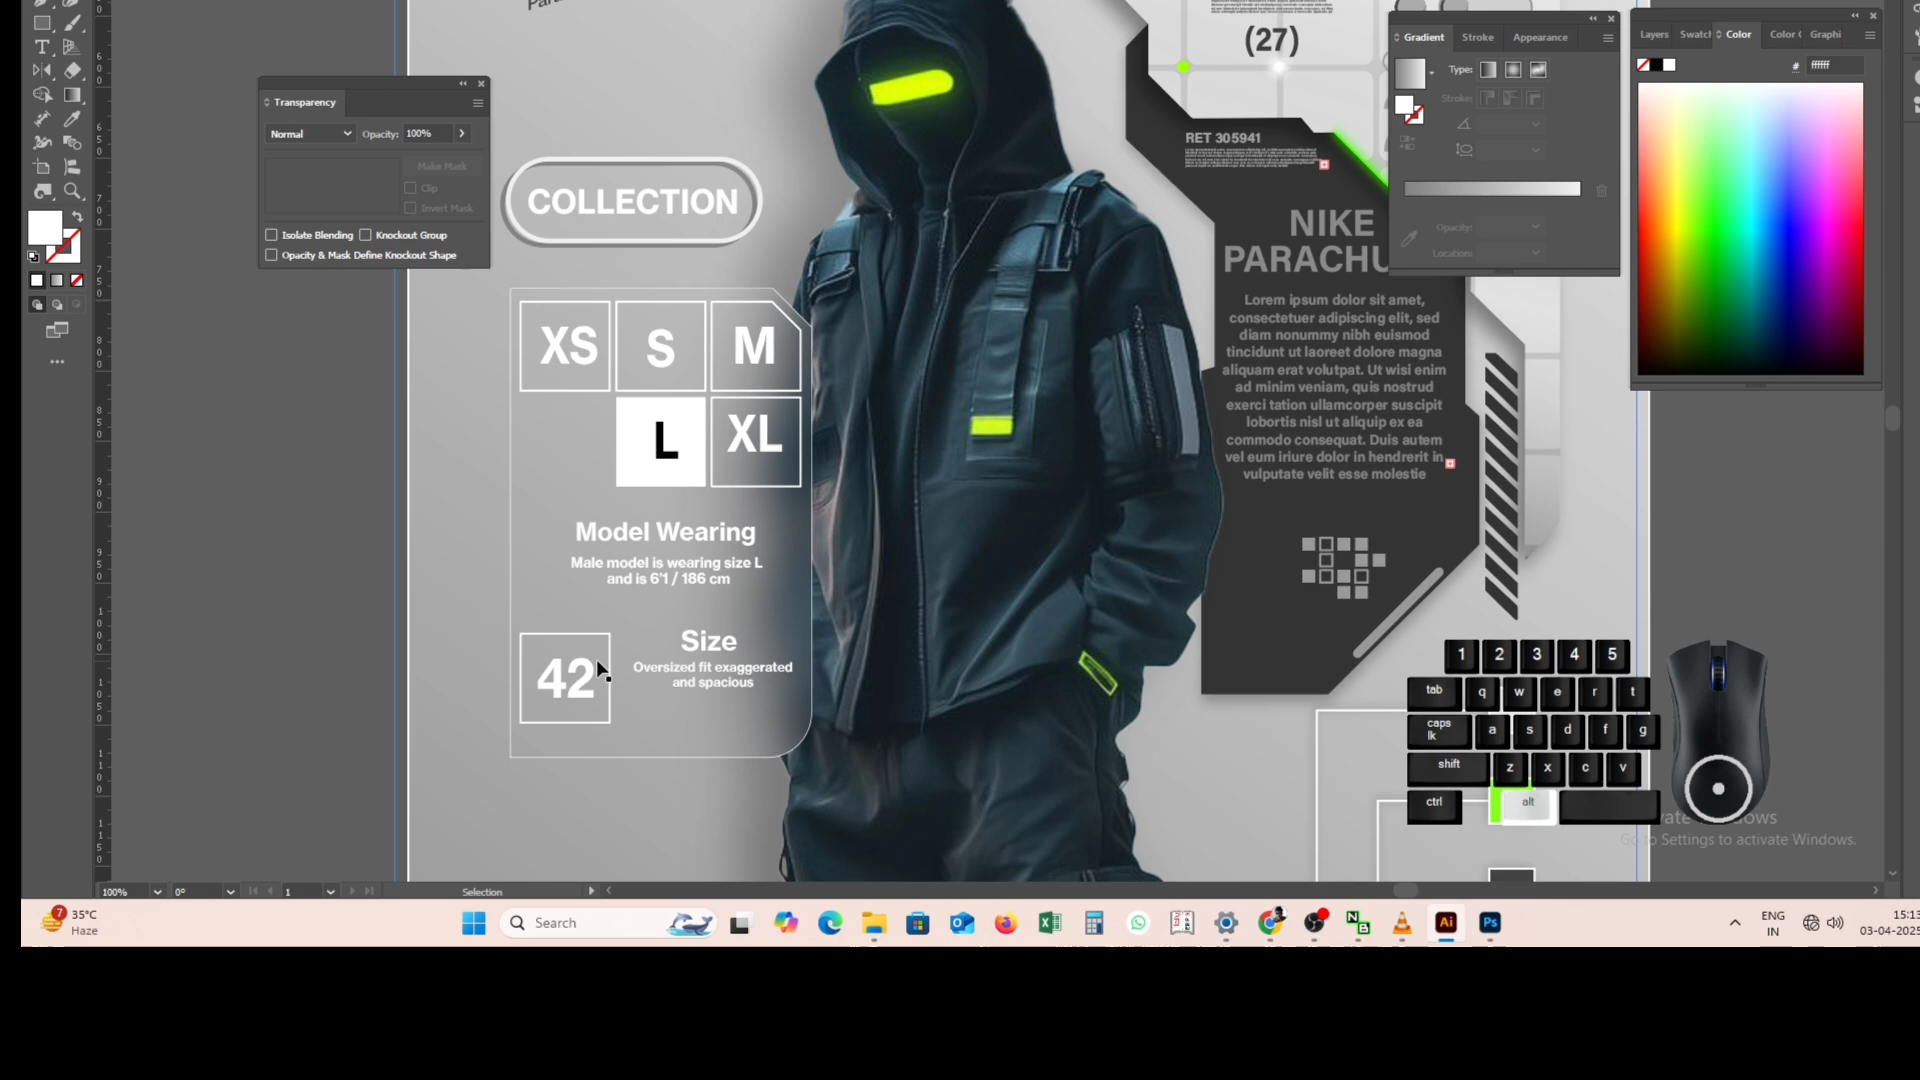 (27)
Gradient
Stroke
Appearance
Layers
Swatcl
Color
Color (
Graphi
Type:
# ffffff
Stroke:
Opacity:
Location:
Transparency
Normal
Opacity: 100%
Make Mask
Clip
Invert Mask
Isolate Blending
Knockout Group
Opacity & Mask Define Knockout Shape
COLLECTION
RET 305941
NIKE
PARACHU
Lorem ipsum dolor sit amet,
consectetuer adipiscing elit, sed
diam nonummy nibh euismod
tincidunt ut laoreet dolore magna
aliquam erat volutpat. Ut wisi enim
ad minim veniam, quis nostrud
exerci tation ullamcorper suscipit
lobortis nisl ut aliquip ex ea
commodo consequat. Duis autem
vel eum iriure dolor in hendrerit in
vulputate velit esse molestie
XS
S
M
L
XL
Model Wearing
Male model is wearing size L
and is 6'1 / 186 cm
42
Size
Oversized fit exaggerated
and spacious
1 2 3 4 5
tab q w e r t
caps lk a s d f g
shift z x c v
ctrl alt
vate
dows
Go to Settings to activate Windows.
100%
0°
1
Selection
7
35°C
Haze
Search
ENG
IN
15:13
03-04-2025